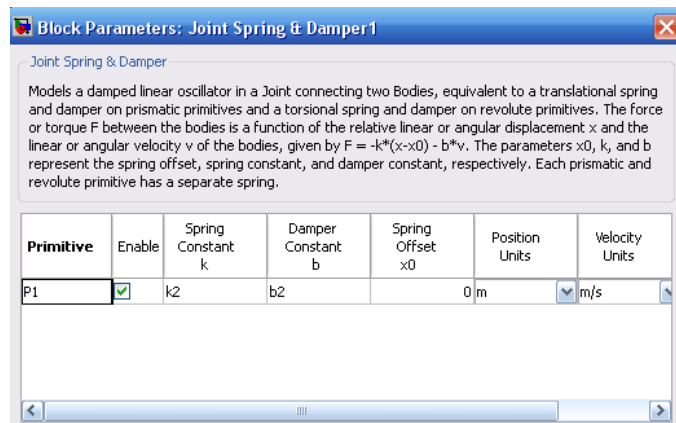 Block Parameters: Joint Spring & Damper1
Joint Spring & Damper
Models a damped linear oscillator in a Joint connecting two Bodies, equivalent to a translational spring
and damper on prismatic primitives and a torsional spring and damper on revolute primitives. The force
or torque F between the bodies is a function of the relative linear or angular displacement x and the
linear or angular velocity v of the bodies, given by F = -k*(x-x0) - b*v. The parameters x0, k, and b
represent the spring offset, spring constant, and damper constant, respectively. Each prismatic and
revolute primitive has a separate spring.
Primitive Enable Spring Constant k Damper Constant b Spring Offset x0 Position Units Velocity Units
P1 k2 b2 0 m m/s